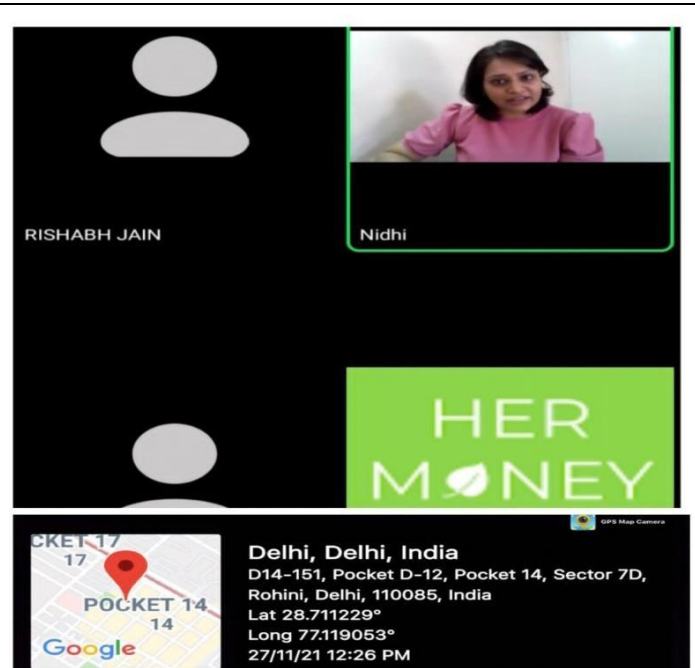 RISHABH JAIN
Nidhi
HER
MONEY
GPS Map Camera
CKET 17
17
POCKET 14
14
Google
Delhi, Delhi, India
D14-151, Pocket D-12, Pocket 14, Sector 7D,
Rohini, Delhi, 110085, India
Lat 28.711229°
Long 77.119053°
27/11/21 12:26 PM